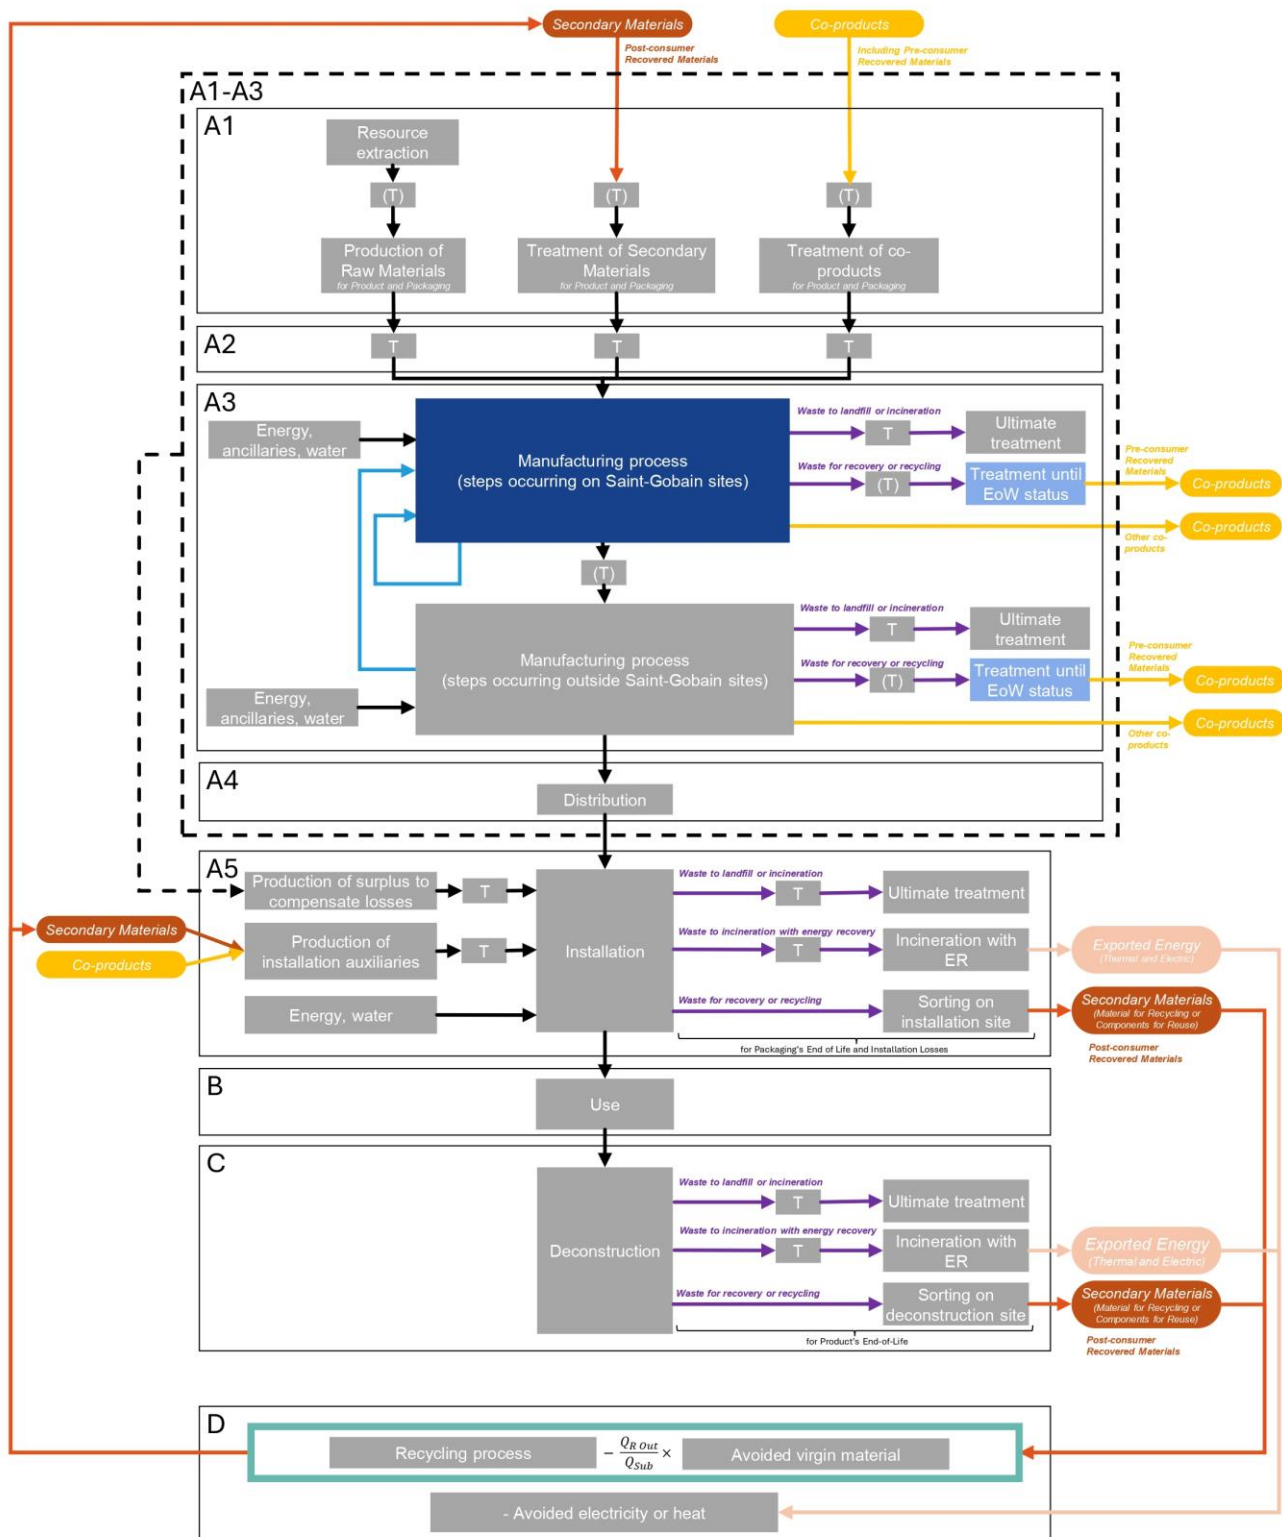 Secondary Materials
Co-products
Post-consumer
Recovered Materials
Including Pre-consumer
Recovered Materials
A1-A3
A1
Resource
extraction
(T)
(T)
(T)
Production of
Raw Materials
for Product and Packaging
Treatment of Secondary
Materials
for Product and Packaging
Treatment of co-
products
for Product and Packaging
A2
T
T
T
A3
Energy,
ancillaries, water
Manufacturing process
(steps occurring on Saint-Gobain sites)
Waste to landfill or incineration
T
Ultimate
treatment
Waste for recovery or recycling
(T)
Treatment until
EoW status
Pre-consumer
Recovered
Materials
Co-products
Other co-
products
Co-products
(T)
Manufacturing process
(steps occurring outside Saint-Gobain sites)
Energy,
ancillaries, water
Waste to landfill or incineration
T
Ultimate
treatment
Waste for recovery or recycling
(T)
Treatment until
EoW status
Pre-consumer
Recovered
Materials
Co-products
Other co-
products
Co-products
A4
Distribution
A5
Production of surplus to
compensate losses
T
Secondary Materials
Co-products
Production of
installation auxiliaries
T
Energy, water
Installation
Waste to landfill or incineration
T
Ultimate treatment
Waste to incineration with energy recovery
T
Incineration with
ER
Exported Energy
(Thermal and Electric)
Waste for recovery or recycling
Sorting on
installation site
Secondary Materials
(Material for Recycling or
Components for Reuse)
Post-consumer
Recovered Materials
for Packaging's End of Life and Installation Losses
B
Use
C
Deconstruction
Waste to landfill or incineration
T
Ultimate treatment
Waste to incineration with energy recovery
T
Incineration with
ER
Exported Energy
(Thermal and Electric)
Waste for recovery or recycling
Sorting on
deconstruction site
Secondary Materials
(Material for Recycling or
Components for Reuse)
Post-consumer
Recovered Materials
for Product's End-of-Life
D
Recycling process
− Q_R Out / Q_Sub ×
Avoided virgin material
- Avoided electricity or heat